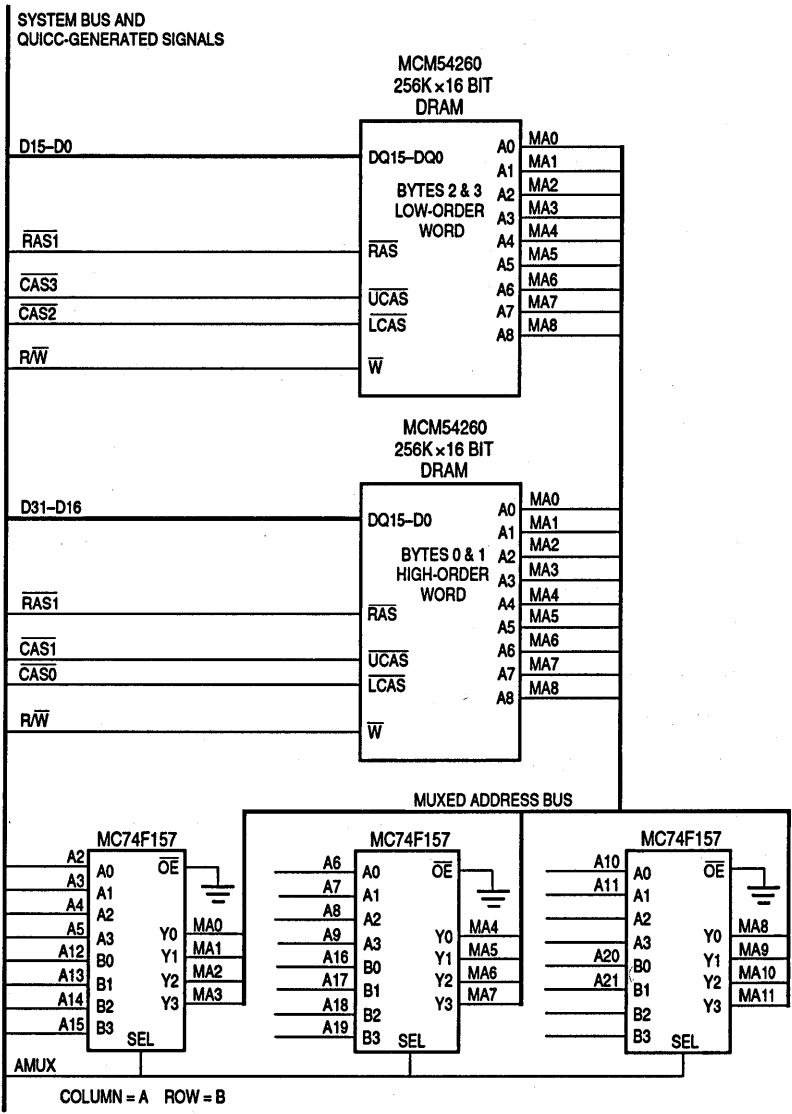 SYSTEM BUS AND
QUICC-GENERATED SIGNALS
MCM54260
256K × 16 BIT
DRAM
D15–D0
DQ15–DQ0
BYTES 2 & 3
LOW-ORDER
WORD
RAS1
RAS
CAS3
UCAS
CAS2
LCAS
R/W
W
A0 MA0
A1 MA1
A2 MA2
A3 MA3
A4 MA4
A5 MA5
A6 MA6
A7 MA7
A8 MA8
MCM54260
256K × 16 BIT
DRAM
D31–D16
DQ15–D0
BYTES 0 & 1
HIGH-ORDER
WORD
RAS1
RAS
CAS1
UCAS
CAS0
LCAS
R/W
W
A0 MA0
A1 MA1
A2 MA2
A3 MA3
A4 MA4
A5 MA5
A6 MA6
A7 MA7
A8 MA8
MUXED ADDRESS BUS
MC74F157
A2 A0 OE
A3 A1
A4 A2
A5 A3 Y0 MA0
A12 B0 Y1 MA1
A13 B1 Y2 MA2
A14 B2 Y3 MA3
A15 B3
SEL
MC74F157
A6 A0 OE
A7 A1
A8 A2
A9 A3 Y0 MA4
A16 B0 Y1 MA5
A17 B1 Y2 MA6
A18 B2 Y3 MA7
A19 B3
SEL
MC74F157
A10 A0 OE
A11 A1
A2
A3 Y0 MA8
A20 B0 Y1 MA9
A21 B1 Y2 MA10
B2 Y3 MA11
B3
SEL
AMUX
COLUMN = A ROW = B